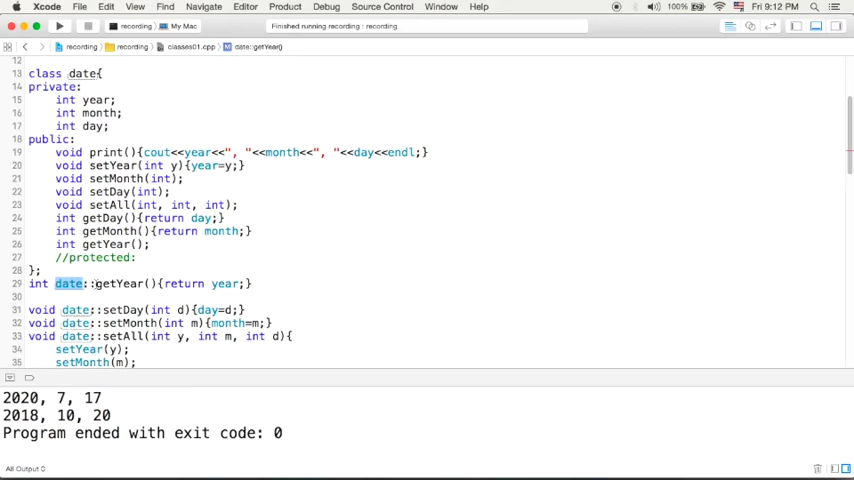 Xcode File Edit View Find Navigate Editor Product Debug Source Control Window Help 100% Fri 9:12 PM
recording My Mac Finished running recording : recording
recording recording classes01.cpp date::getYear()
12
13 class date{
14 private:
15 int year;
16 int month;
17 int day;
18 public:
19 void print(){cout<<year<<", "<<month<<", "<<day<<endl;}
20 void setYear(int y){year=y;}
21 void setMonth(int);
22 void setDay(int);
23 void setAll(int, int, int);
24 int getDay(){return day;}
25 int getMonth(){return month;}
26 int getYear();
27 //protected:
28 };
29 int date::getYear(){return year;}
30
31 void date::setDay(int d){day=d;}
32 void date::setMonth(int m){month=m;}
33 void date::setAll(int y, int m, int d){
34 setYear(y);
35 setMonth(m);
2020, 7, 17
2018, 10, 20
Program ended with exit code: 0
All Output